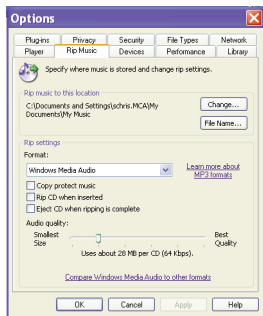 Options
Plug-ins Privacy Security File Types Network
Player Rip Music Devices Performance Library
Specify where music is stored and change rip settings.
Rip music to this location
C:\Documents and Settings\schris.MCA\My
Documents\My Music
Change...
File Name...
Rip settings
Format:
Windows Media Audio
Learn more about
MP3 formats
Copy protect music
Rip CD when inserted
Eject CD when ripping is complete
Audio quality:
Smallest
Size
Best
Quality
Uses about 28 MB per CD (64 Kbps).
Compare Windows Media Audio to other formats
OK Cancel Apply Help